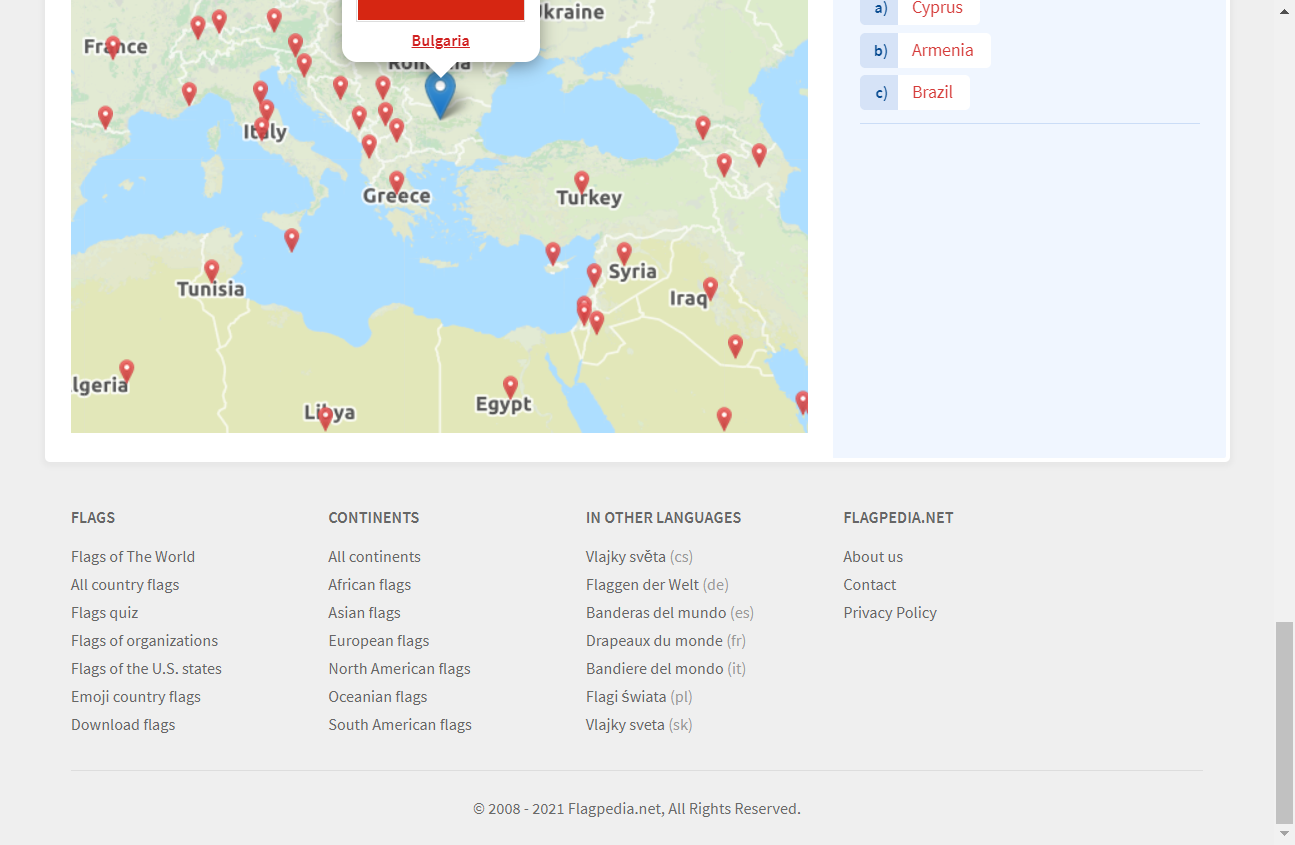 Ukraine
Bulgaria
France
Italy
Greece
Turkey
Tunisia
Syria
Iraq
lgeria
Libya
Egypt
a) Cyprus
b) Armenia
c) Brazil
FLAGS
Flags of The World
All country flags
Flags quiz
Flags of organizations
Flags of the U.S. states
Emoji country flags
Download flags
CONTINENTS
All continents
African flags
Asian flags
European flags
North American flags
Oceanian flags
South American flags
IN OTHER LANGUAGES
Vlajky světa (cs)
Flaggen der Welt (de)
Banderas del mundo (es)
Drapeaux du monde (fr)
Bandiere del mondo (it)
Flagi świata (pl)
Vlajky sveta (sk)
FLAGPEDIA.NET
About us
Contact
Privacy Policy
© 2008 - 2021 Flagpedia.net, All Rights Reserved.